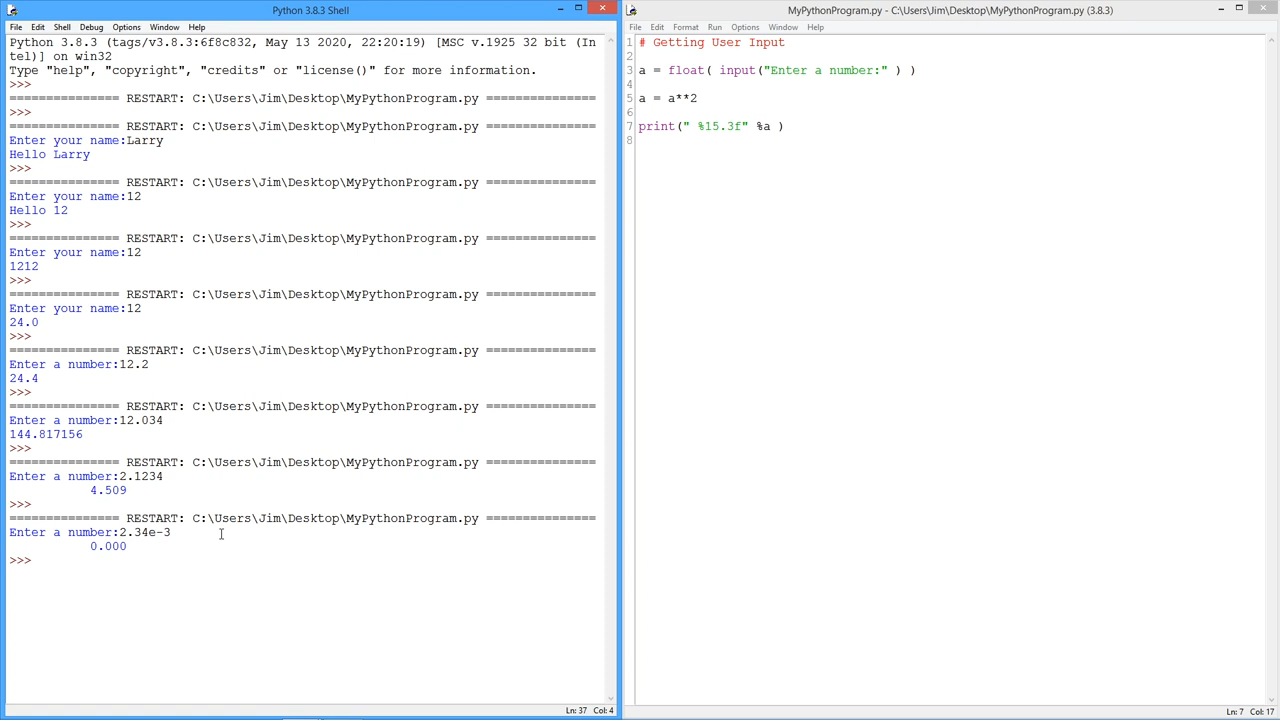 Python 3.8.3 Shell
File Edit Shell Debug Options Window Help
Python 3.8.3 (tags/v3.8.3:6f8c832, May 13 2020, 22:20:19) [MSC v.1925 32 bit (In
tel)] on win32
Type "help", "copyright", "credits" or "license()" for more information.
>>>
=============== RESTART: C:\Users\Jim\Desktop\MyPythonProgram.py ===============
>>>
=============== RESTART: C:\Users\Jim\Desktop\MyPythonProgram.py ===============
Enter your name:Larry
Hello Larry
>>>
=============== RESTART: C:\Users\Jim\Desktop\MyPythonProgram.py ===============
Enter your name:12
Hello 12
>>>
=============== RESTART: C:\Users\Jim\Desktop\MyPythonProgram.py ===============
Enter your name:12
1212
>>>
=============== RESTART: C:\Users\Jim\Desktop\MyPythonProgram.py ===============
Enter your name:12
24.0
>>>
=============== RESTART: C:\Users\Jim\Desktop\MyPythonProgram.py ===============
Enter a number:12.2
24.4
>>>
=============== RESTART: C:\Users\Jim\Desktop\MyPythonProgram.py ===============
Enter a number:12.034
144.817156
>>>
=============== RESTART: C:\Users\Jim\Desktop\MyPythonProgram.py ===============
Enter a number:2.1234
4.509
>>>
=============== RESTART: C:\Users\Jim\Desktop\MyPythonProgram.py ===============
Enter a number:2.34e-3
0.000
>>>
Ln: 37 Col: 4
MyPythonProgram.py - C:\Users\Jim\Desktop\MyPythonProgram.py (3.8.3)
File Edit Format Run Options Window Help
1 # Getting User Input
2
3 a = float( input("Enter a number:" ) )
4
5 a = a**2
6
7 print(" %15.3f" %a )
8
Ln: 7 Col: 17